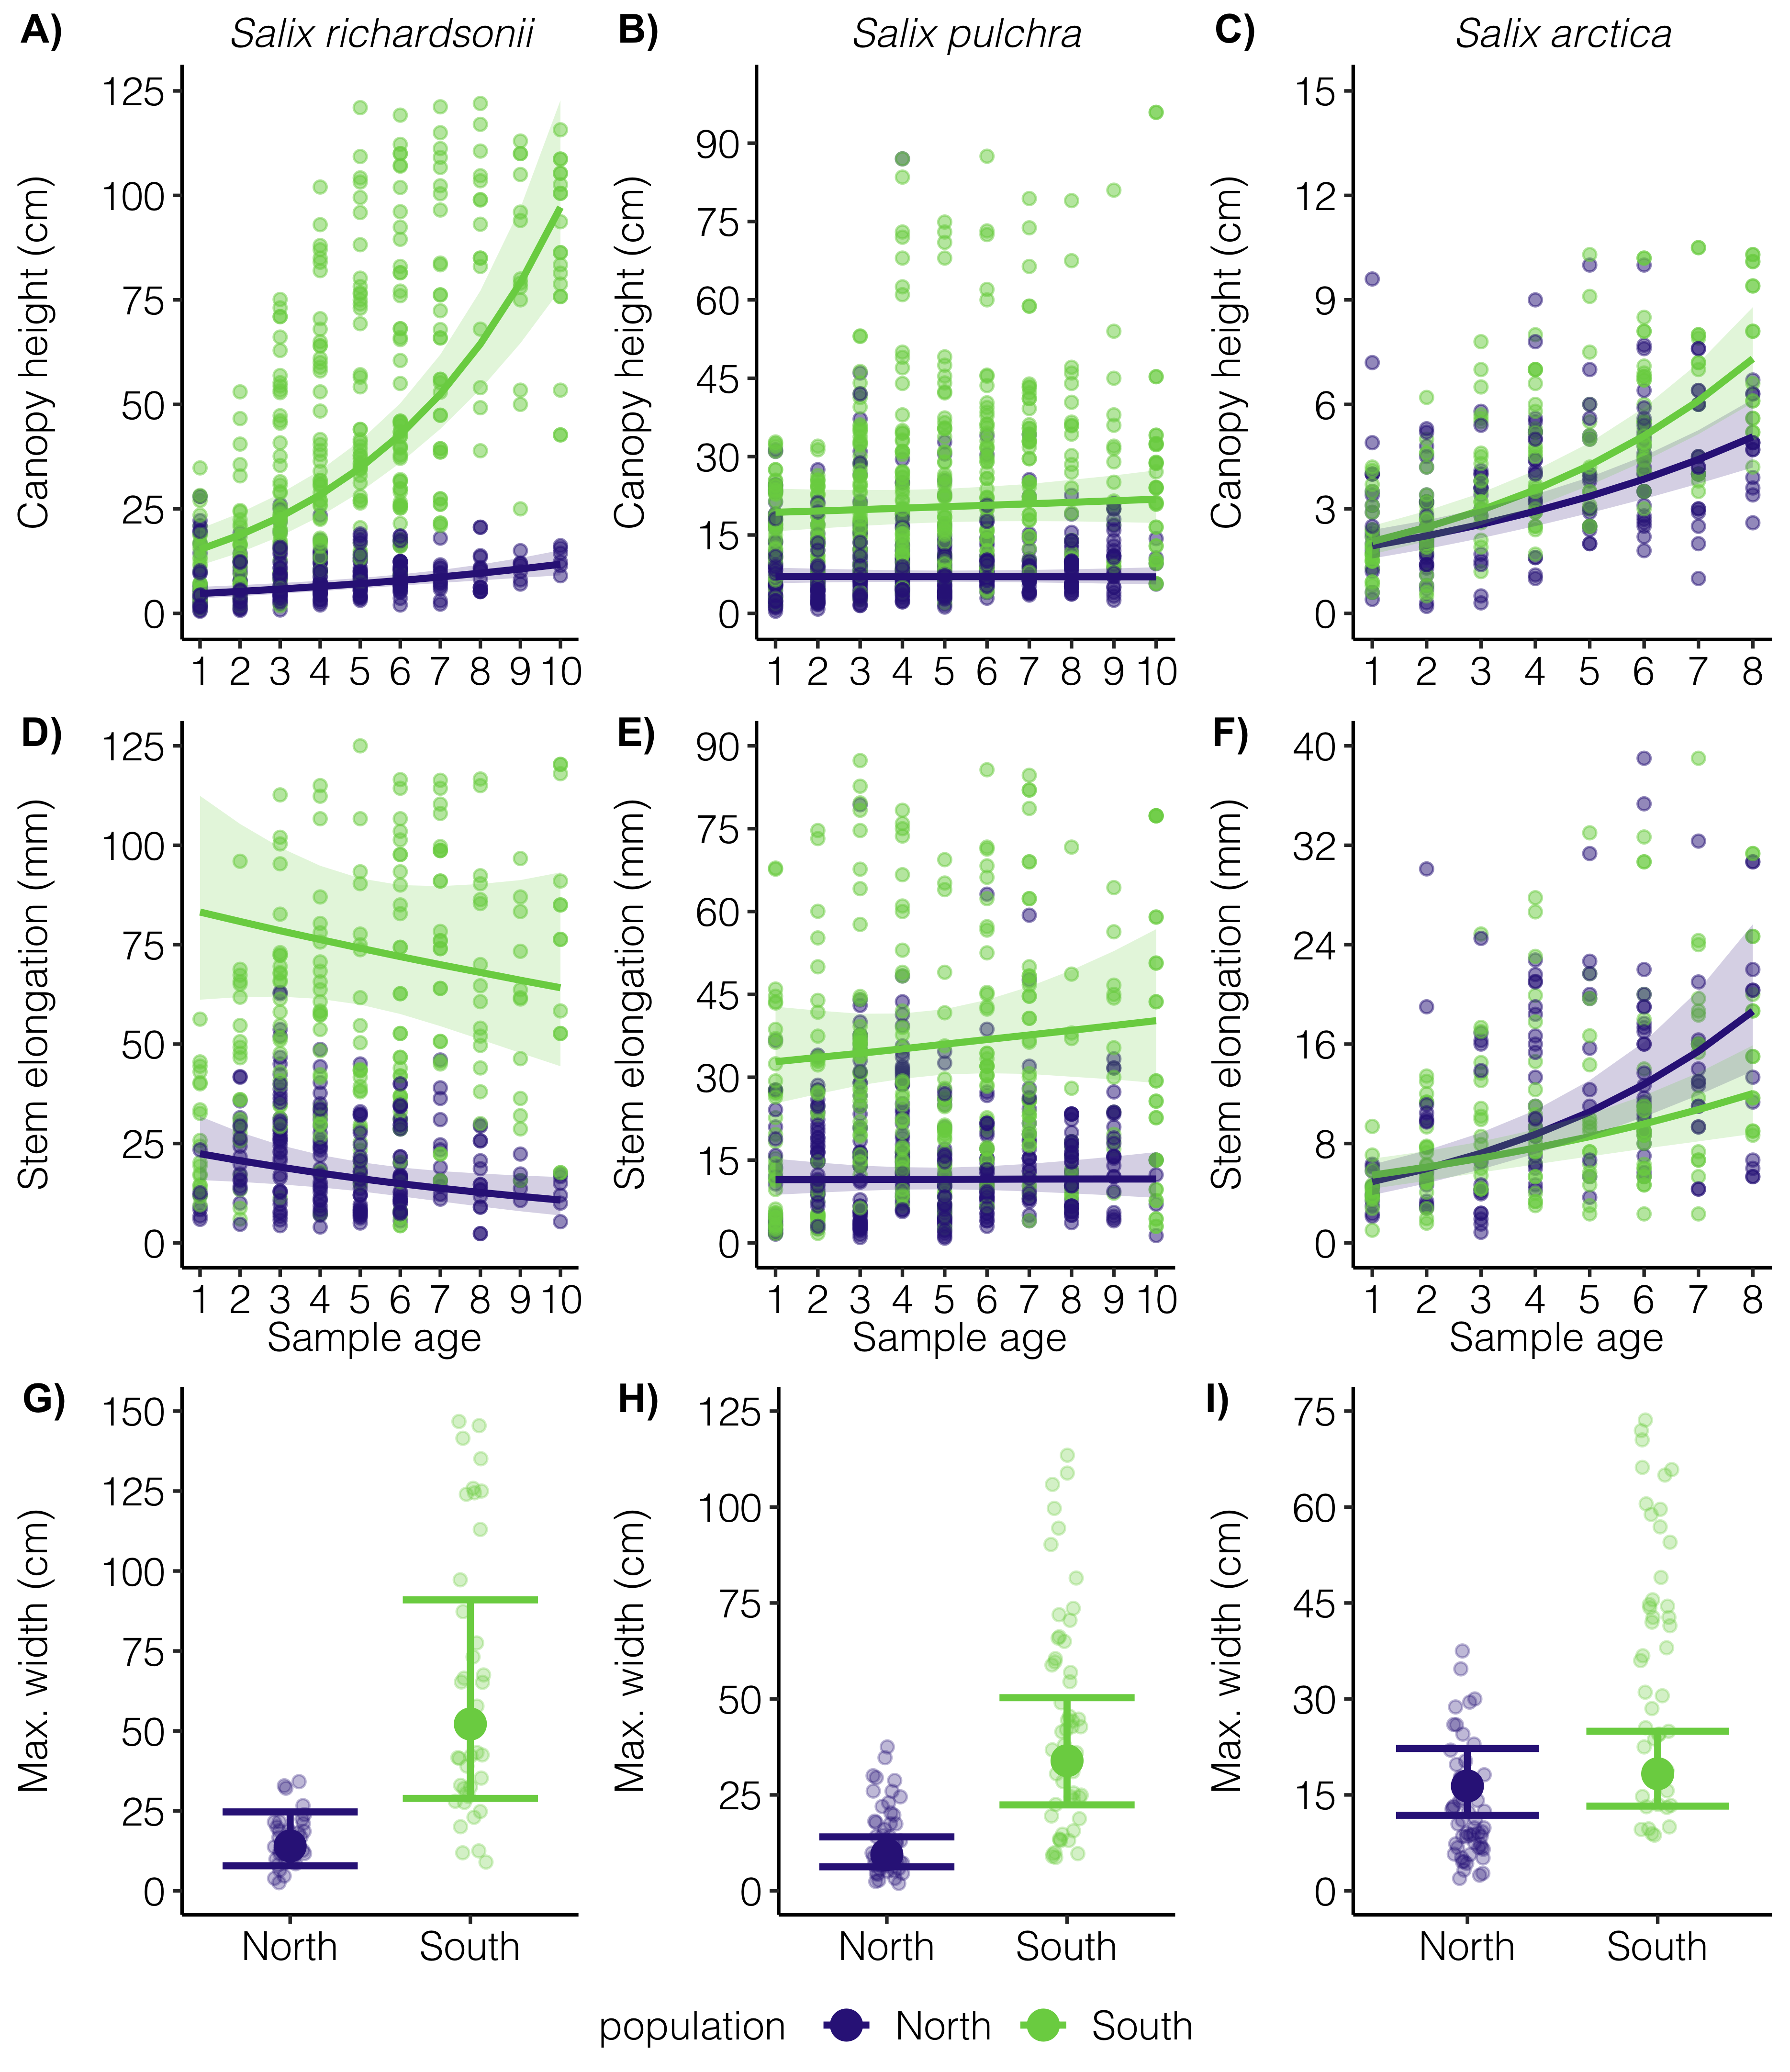 A) Salix richardsonii
B) Salix pulchra
C) Salix arctica
Canopy height (cm)
125
100
75
50
25
0
1 2 3 4 5 6 7 8 9 10
Canopy height (cm)
90
75
60
45
30
15
0
1 2 3 4 5 6 7 8 9 10
Canopy height (cm)
15
12
9
6
3
0
1 2 3 4 5 6 7 8
D)
Stem elongation (mm)
125
100
75
50
25
0
1 2 3 4 5 6 7 8 9 10
Sample age
E)
Stem elongation (mm)
90
75
60
45
30
15
0
1 2 3 4 5 6 7 8 9 10
Sample age
F)
Stem elongation (mm)
40
32
24
16
8
0
1 2 3 4 5 6 7 8
Sample age
G)
Max. width (cm)
150
125
100
75
50
25
0
North South
H)
Max. width (cm)
125
100
75
50
25
0
North South
I)
Max. width (cm)
75
60
45
30
15
0
North South
population North South